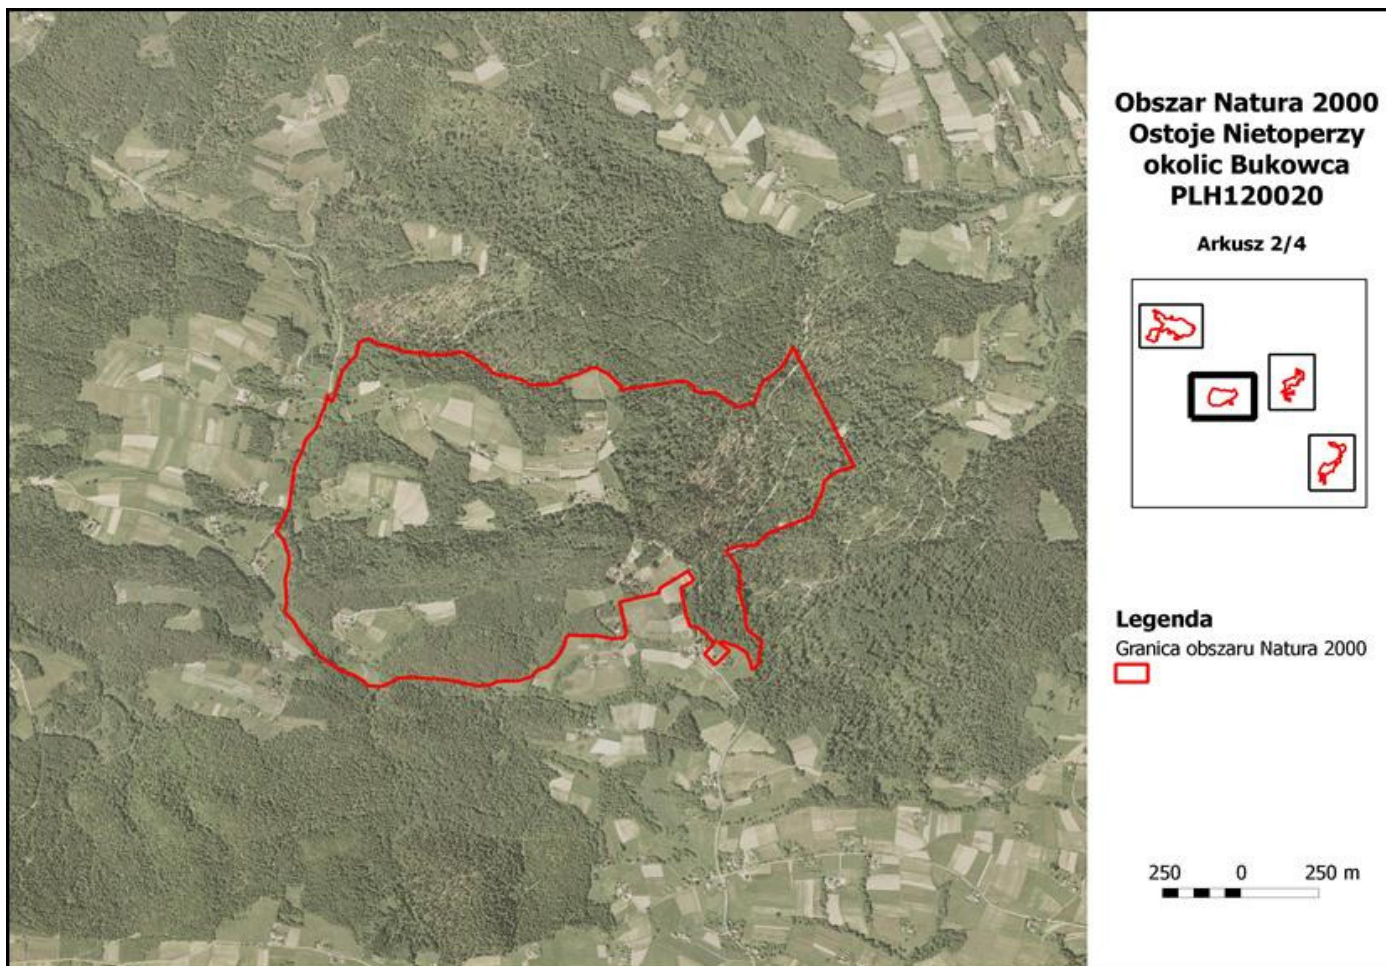 Obszar Natura 2000
Ostoje Nietoperzy
okolic Bukowca
PLH120020
Arkusz 2/4
Legenda
Granica obszaru Natura 2000
250 0 250 m